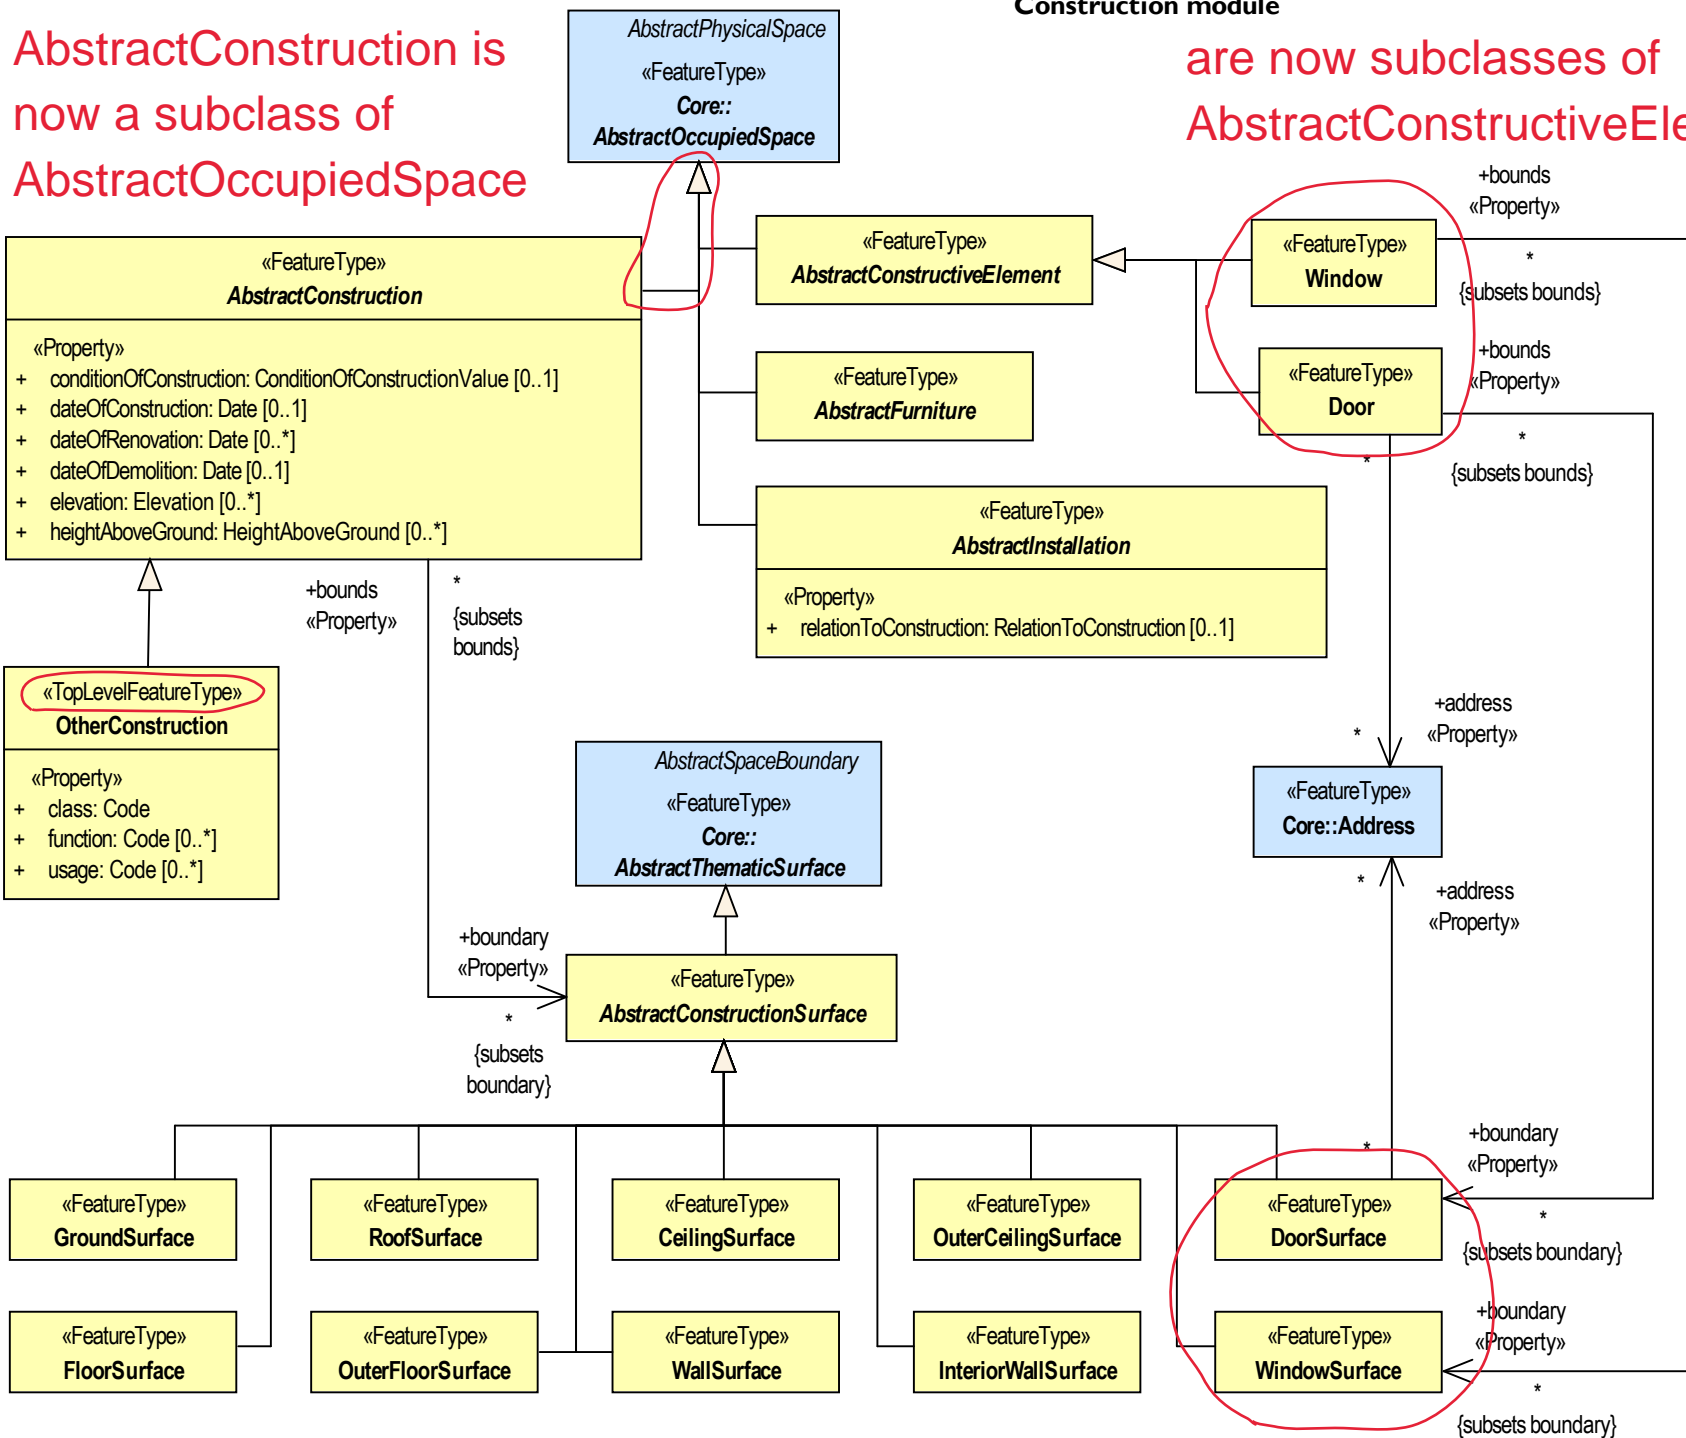 Construction module
AbstractConstruction is
now a subclass of
AbstractOccupiedSpace
are now subclasses of
AbstractConstructiveEle
AbstractPhysicalSpace
«FeatureType»
Core::
AbstractOccupiedSpace
«FeatureType»
AbstractConstruction
«Property»
+ conditionOfConstruction: ConditionOfConstructionValue [0..1]
+ dateOfConstruction: Date [0..1]
+ dateOfRenovation: Date [0..*]
+ dateOfDemolition: Date [0..1]
+ elevation: Elevation [0..*]
+ heightAboveGround: HeightAboveGround [0..*]
«FeatureType»
AbstractConstructiveElement
«FeatureType»
Window
+bounds
«Property»
*
{subsets bounds}
«FeatureType»
AbstractFurniture
«FeatureType»
Door
+bounds
«Property»
*
{subsets bounds}
*
«FeatureType»
AbstractInstallation
«Property»
+ relationToConstruction: RelationToConstruction [0..1]
+bounds
«Property»
*
{subsets
bounds}
«TopLevelFeatureType»
OtherConstruction
«Property»
+ class: Code
+ function: Code [0..*]
+ usage: Code [0..*]
AbstractSpaceBoundary
«FeatureType»
Core::
AbstractThematicSurface
+address
«Property»
*
«FeatureType»
Core::Address
*
+address
«Property»
+boundary
«Property»
*
{subsets
boundary}
«FeatureType»
AbstractConstructionSurface
*
+boundary
«Property»
*
{subsets boundary}
«FeatureType»
GroundSurface
«FeatureType»
RoofSurface
«FeatureType»
CeilingSurface
«FeatureType»
OuterCeilingSurface
«FeatureType»
DoorSurface
«FeatureType»
FloorSurface
«FeatureType»
OuterFloorSurface
«FeatureType»
WallSurface
«FeatureType»
InteriorWallSurface
«FeatureType»
WindowSurface
+boundary
«Property»
*
{subsets boundary}